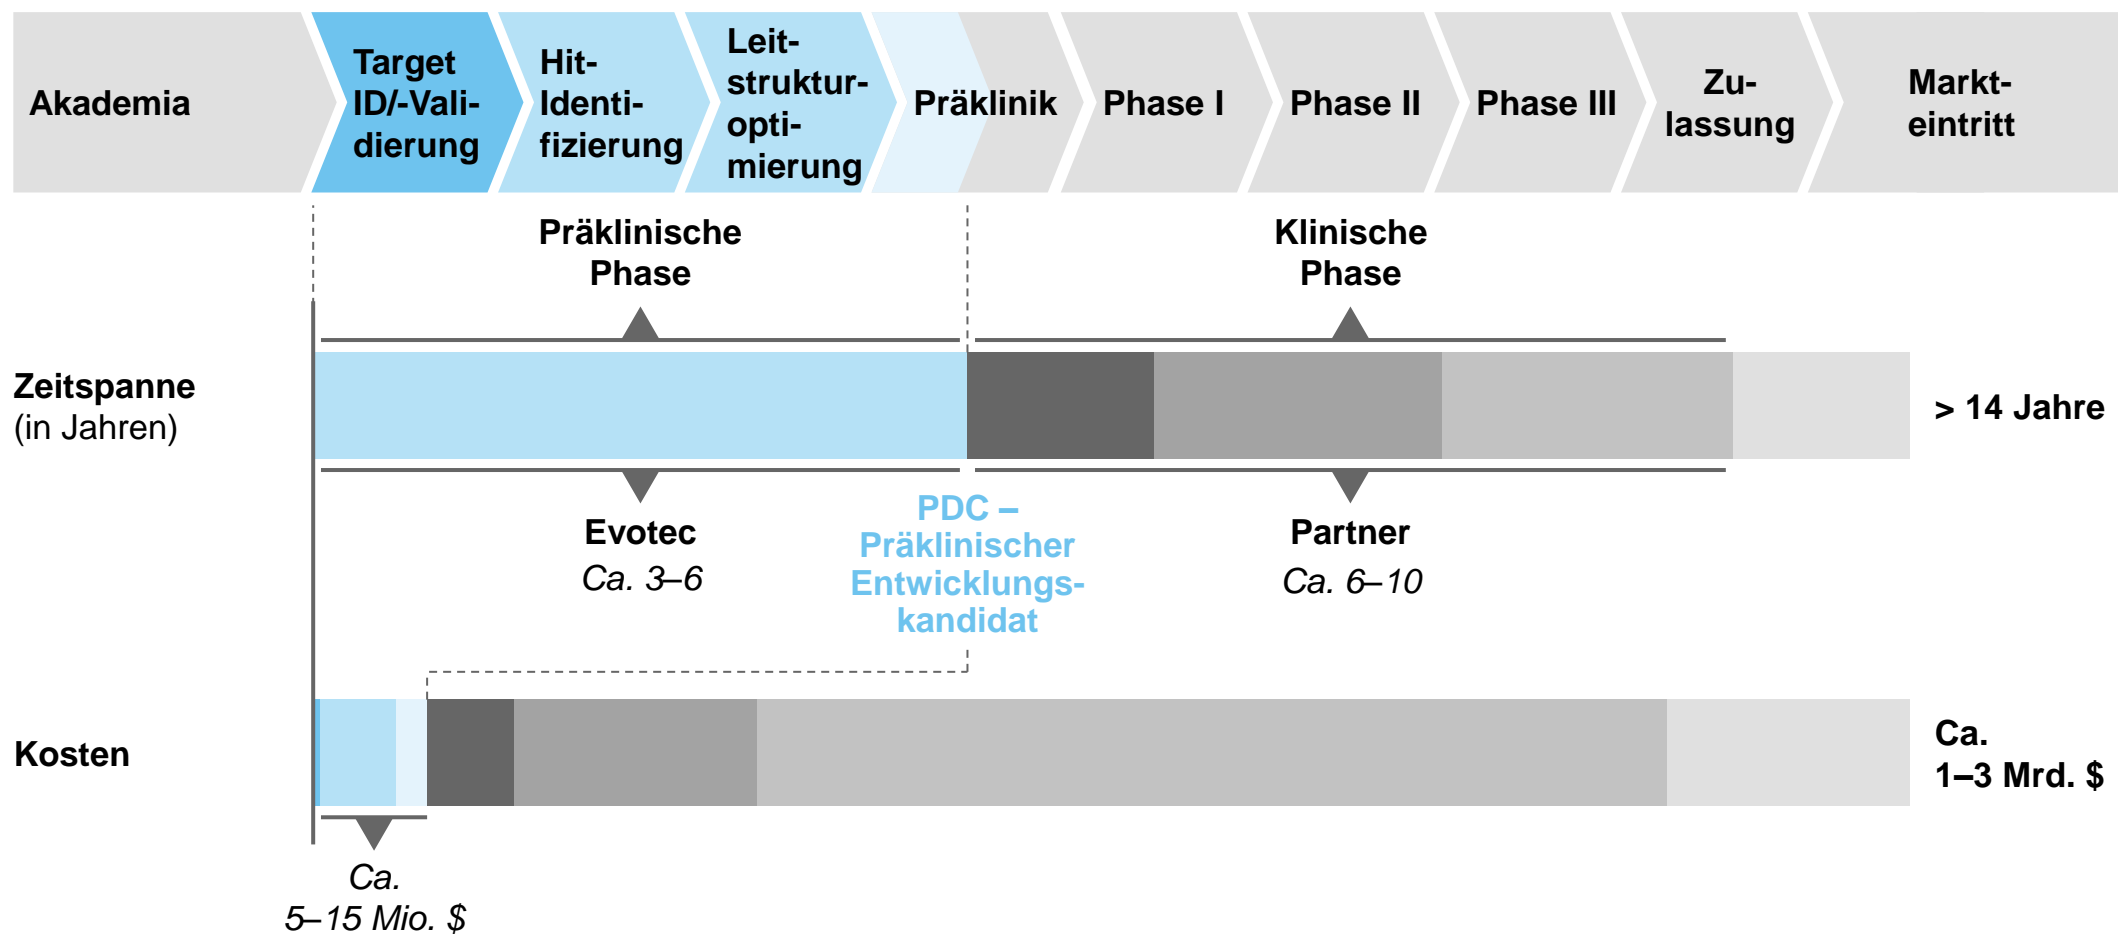 Akademia
Target
ID/-Vali-
dierung
Hit-
Identi-
fizierung
Leit-
struktur-
opti-
mierung
Präklinik
Phase I
Phase II
Phase III
Zu-
lassung
Markt-
eintritt
Präklinische
Phase
Klinische
Phase
Zeitspanne
(in Jahren)
> 14 Jahre
Evotec
Ca. 3–6
PDC –
Präklinischer
Entwicklungs-
kandidat
Partner
Ca. 6–10
Kosten
Ca.
1–3 Mrd. $
Ca.
5–15 Mio. $